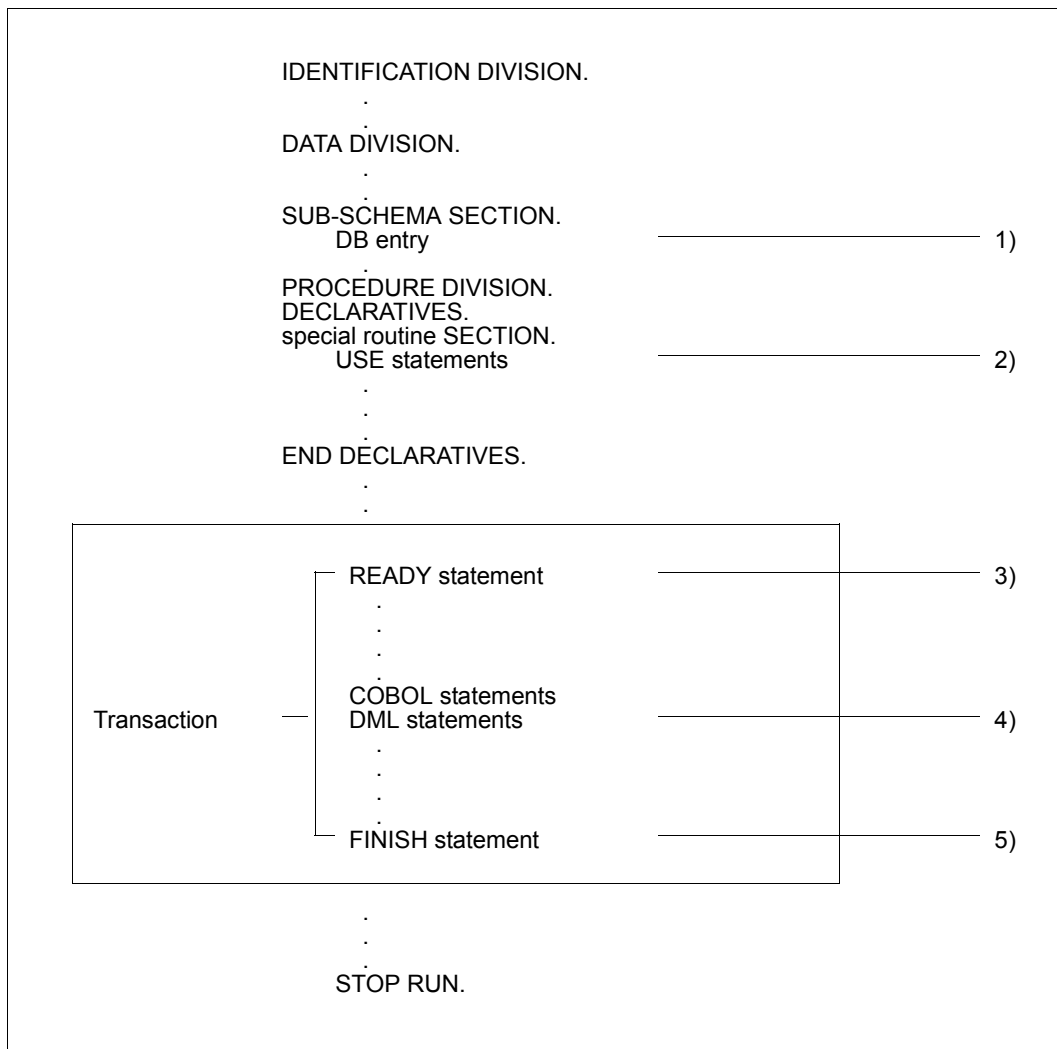 IDENTIFICATION DIVISION.
.
.
DATA DIVISION.
.
.
SUB-SCHEMA SECTION.
DB entry 1)
.
PROCEDURE DIVISION.
DECLARATIVES.
special routine SECTION.
USE statements 2)
.
.
.
END DECLARATIVES.
.
.
READY statement 3)
.
.
.
.
COBOL statements
Transaction DML statements 4)
.
.
.
.
FINISH statement 5)
.
.
.
STOP RUN.